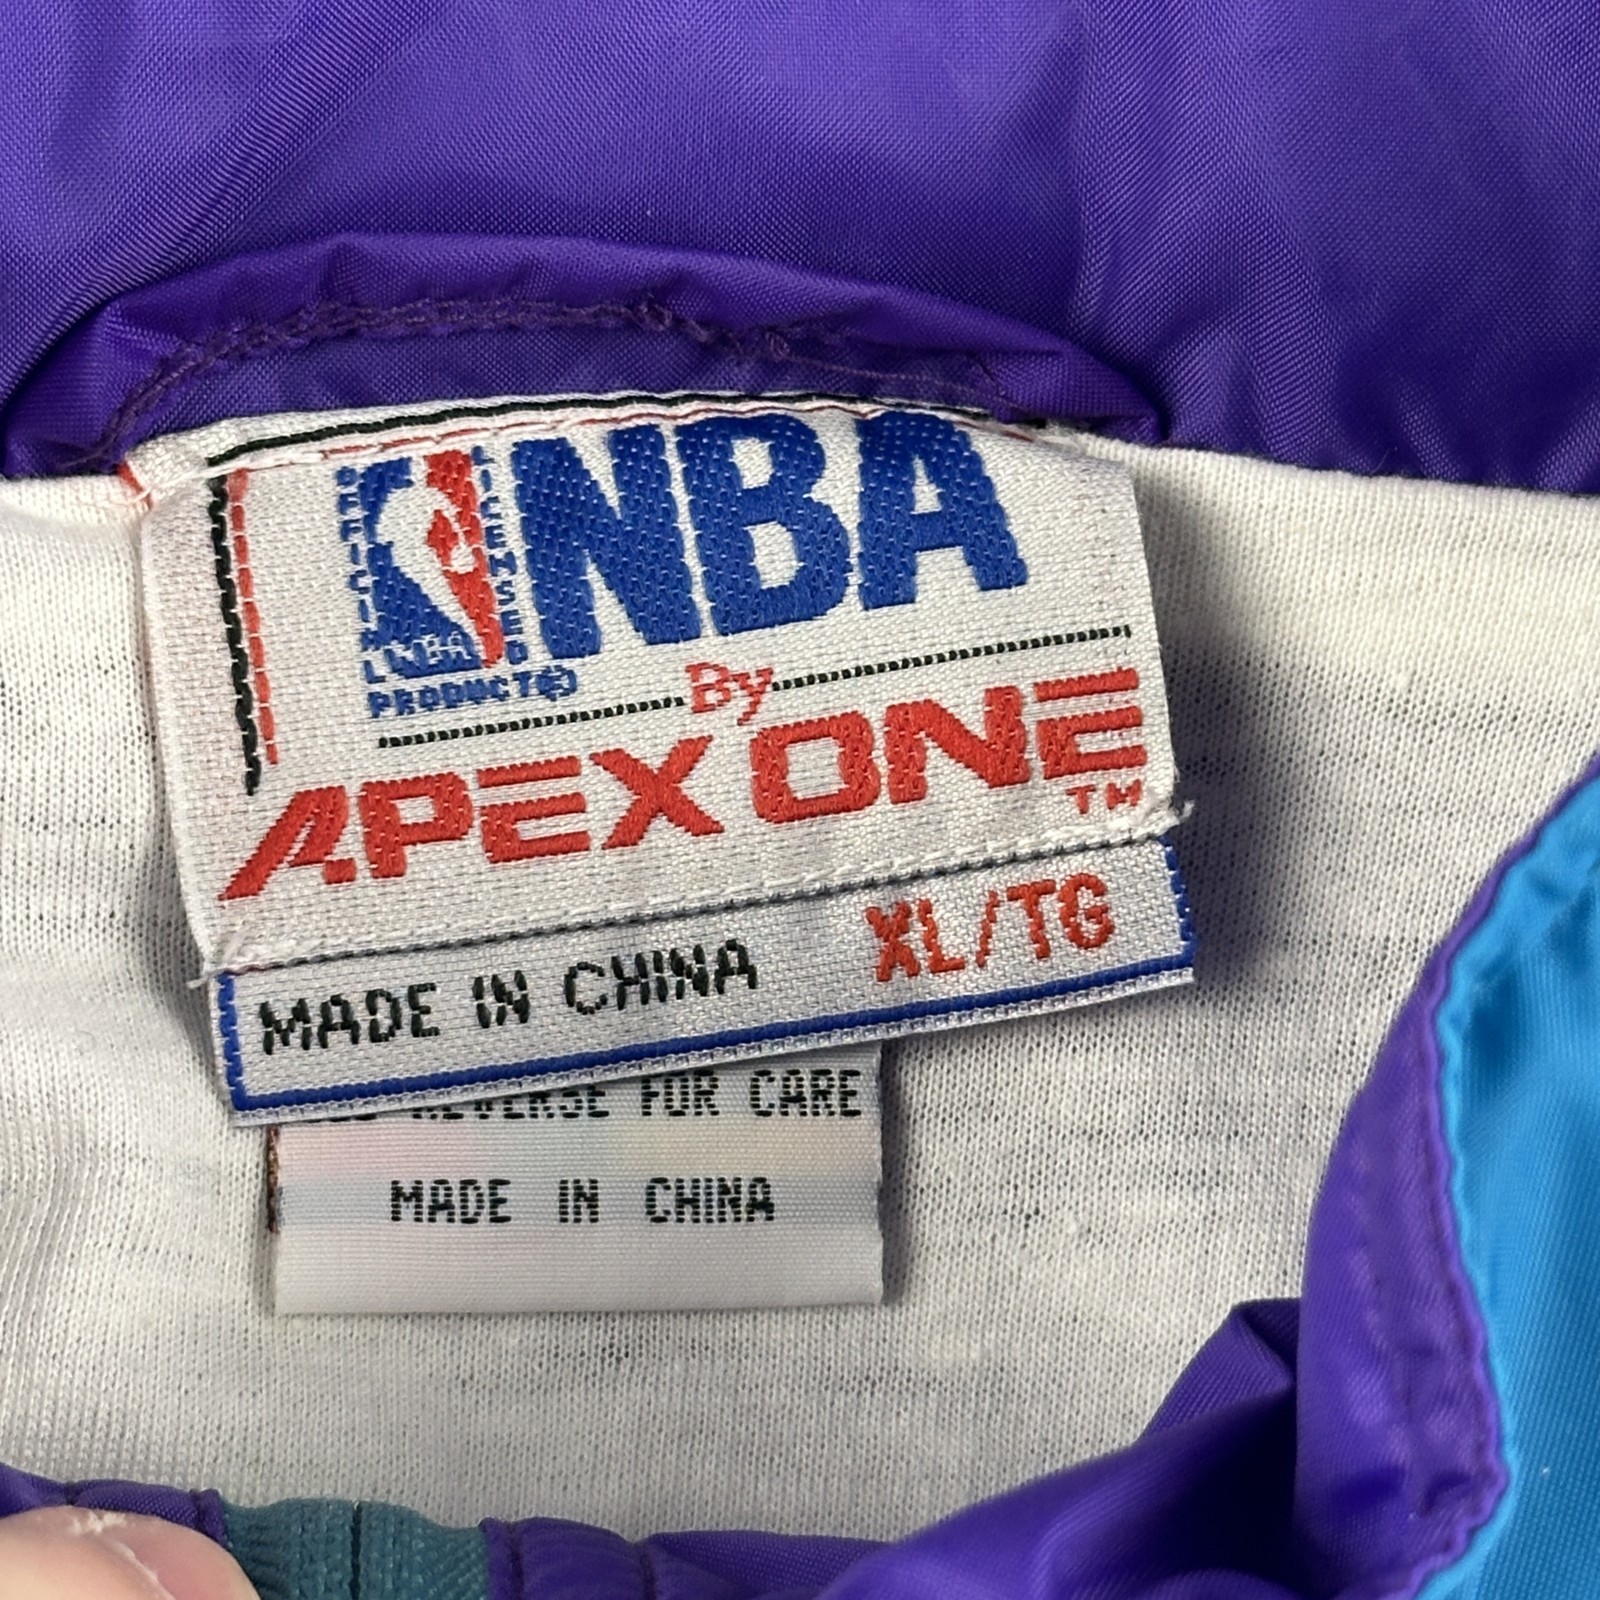 OFFICIAL
LICENSED
NBA
PRODUCT
NBA
By
APEX ONE
TM
MADE IN CHINA XL/TG
REVERSE FOR CARE
MADE IN CHINA